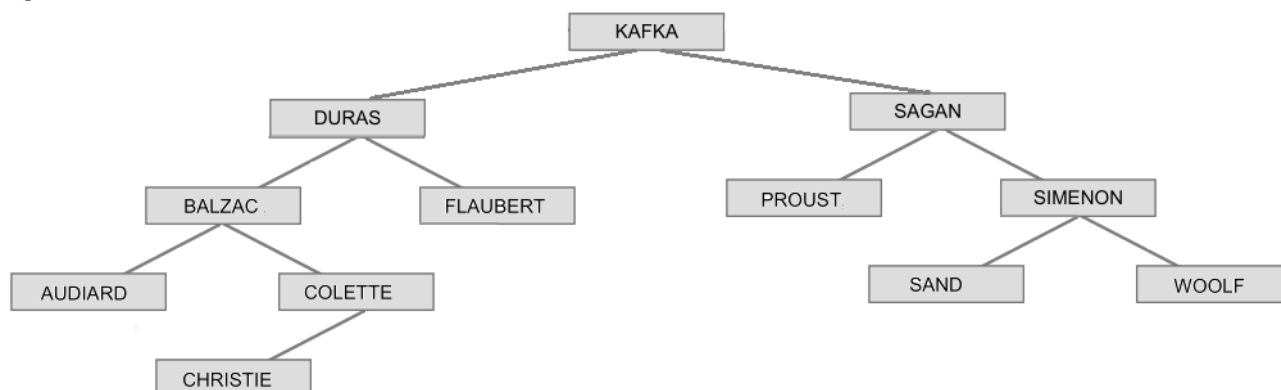 KAFKA
DURAS
SAGAN
BALZAC
FLAUBERT
PROUST
SIMENON
AUDIARD
COLETTE
SAND
WOOLF
CHRISTIE